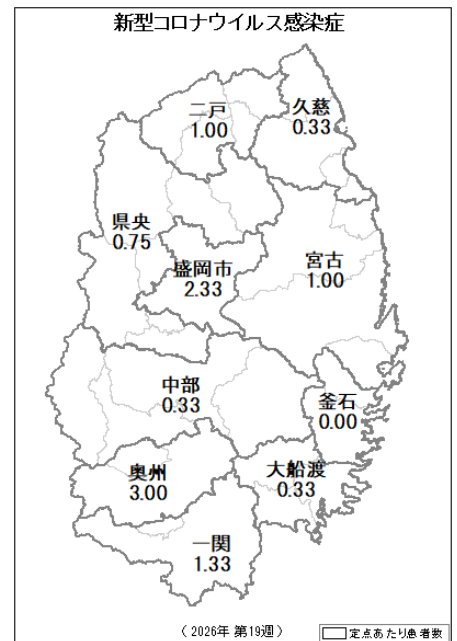 新型コロナウイルス感染症
二戸
1.00
久慈
0.33
県央
0.75
盛岡市
2.33
宮古
1.00
中部
0.33
釜石
0.00
奥州
3.00
大船渡
0.33
一関
1.33
(2026年 第19週)
定点あたり患者数